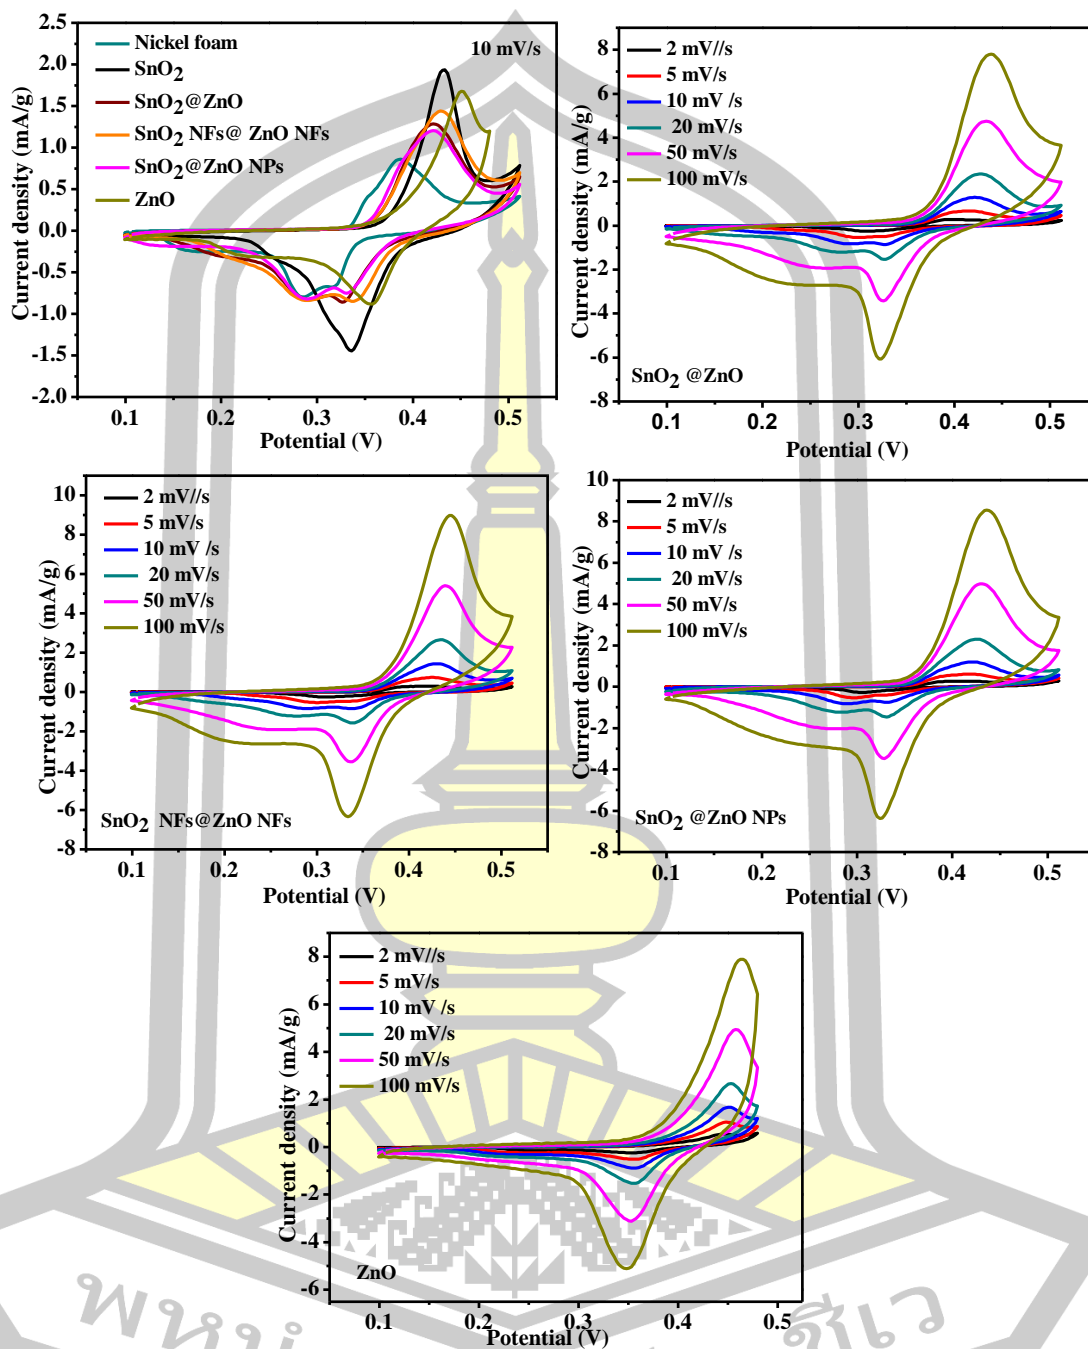 2.5
2.0
1.5
1.0
0.5
0.0
-0.5
-1.0
-1.5
-2.0
Current density (mA/g)
Nickel foam
SnO₂
SnO₂@ZnO
SnO₂ NFs@ ZnO NFs
SnO₂@ZnO NPs
ZnO
10 mV/s
0.1 0.2 0.3 0.4 0.5
Potential (V)
8
6
4
2
0
-2
-4
-6
-8
Current density (mA/g)
2 mV//s
5 mV/s
10 mV /s
20 mV/s
50 mV/s
100 mV/s
SnO₂ @ZnO
0.1 0.2 0.3 0.4 0.5
Potential (V)
10
8
6
4
2
0
-2
-4
-6
-8
Current density (mA/g)
2 mV//s
5 mV/s
10 mV /s
20 mV/s
50 mV/s
100 mV/s
SnO₂ NFs@ZnO NFs
0.1 0.2 0.3 0.4 0.5
Potential (V)
10
8
6
4
2
0
-2
-4
-6
-8
Current density (mA/g)
2 mV//s
5 mV/s
10 mV /s
20 mV/s
50 mV/s
100 mV/s
SnO₂ @ZnO NPs
0.1 0.2 0.3 0.4 0.5
Potential (V)
8
6
4
2
0
-2
-4
-6
Current density (mA/g)
2 mV//s
5 mV/s
10 mV /s
20 mV/s
50 mV/s
100 mV/s
ZnO
0.1 0.2 0.3 0.4 0.5
Potential (V)